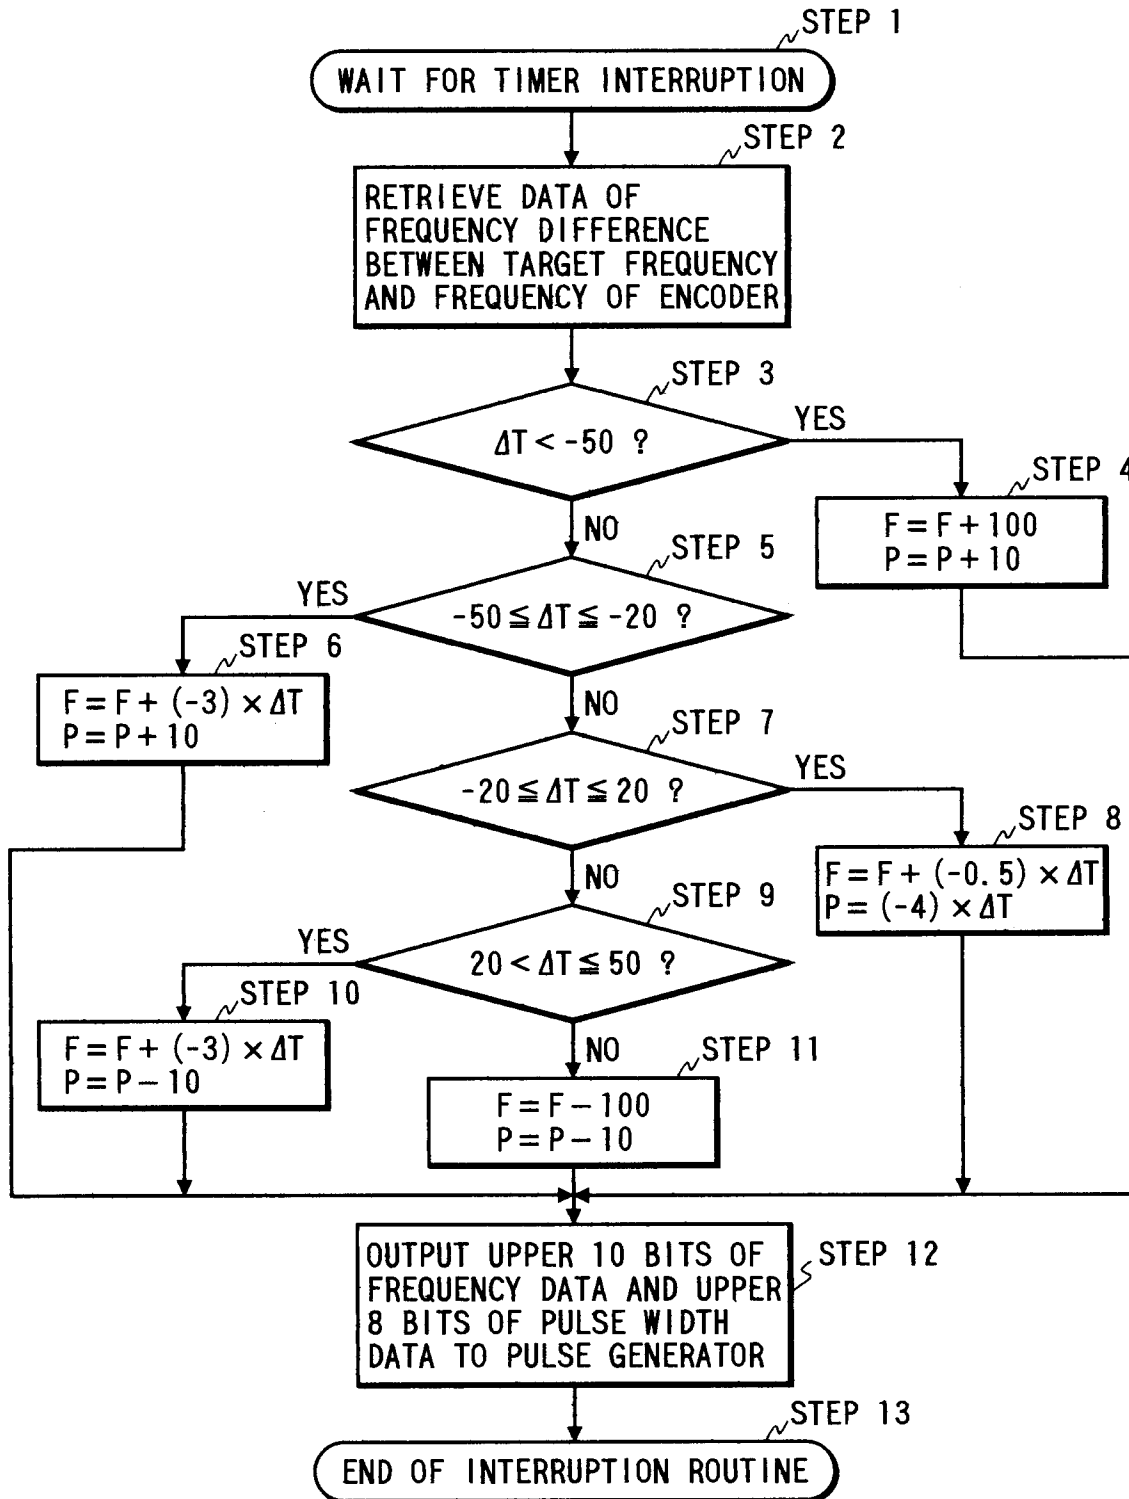 STEP 1
WAIT FOR TIMER INTERRUPTION
STEP 2
RETRIEVE DATA OF
FREQUENCY DIFFERENCE
BETWEEN TARGET FREQUENCY
AND FREQUENCY OF ENCODER
STEP 3
ΔT < -50 ?
YES
NO
STEP 4
F = F + 100
P = P + 10
STEP 5
-50 ≦ ΔT ≦ -20 ?
YES
NO
STEP 6
F = F + (-3) × ΔT
P = P + 10
STEP 7
-20 ≦ ΔT ≦ 20 ?
YES
NO
STEP 8
F = F + (-0.5) × ΔT
P = (-4) × ΔT
STEP 9
20 < ΔT ≦ 50 ?
YES
NO
STEP 10
F = F + (-3) × ΔT
P = P − 10
STEP 11
F = F − 100
P = P − 10
STEP 12
OUTPUT UPPER 10 BITS OF
FREQUENCY DATA AND UPPER
8 BITS OF PULSE WIDTH
DATA TO PULSE GENERATOR
STEP 13
END OF INTERRUPTION ROUTINE